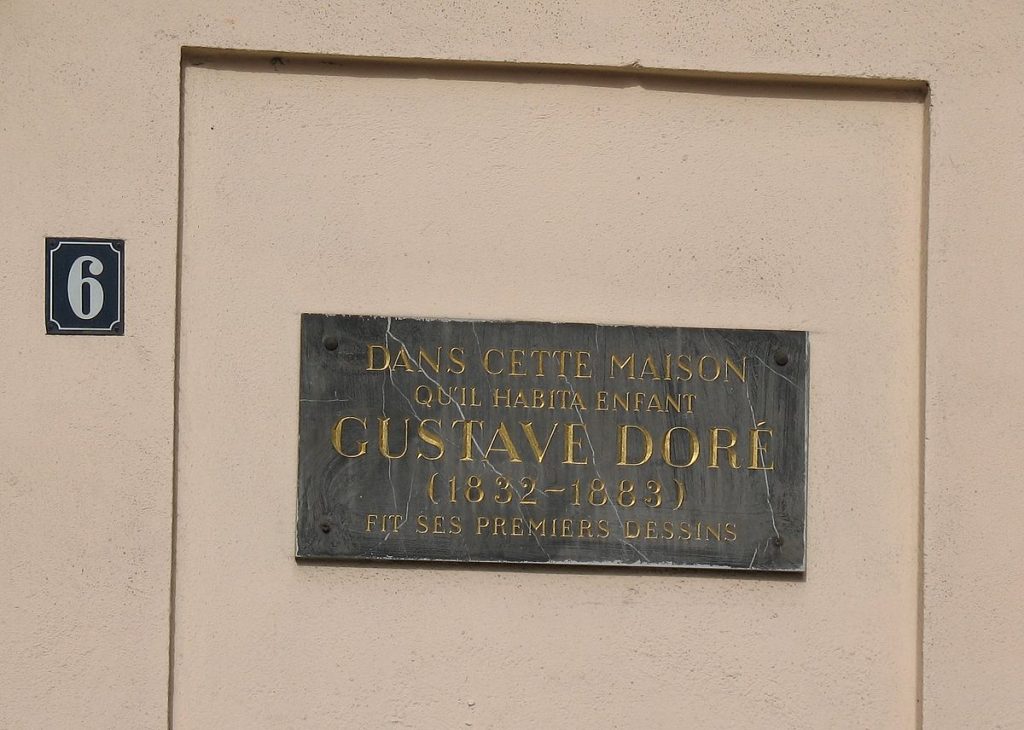 6
DANS CETTE MAISON
QU'IL HABITA ENFANT
GUSTAVE DORÉ
(1832-1883)
FIT SES PREMIERS DESSINS